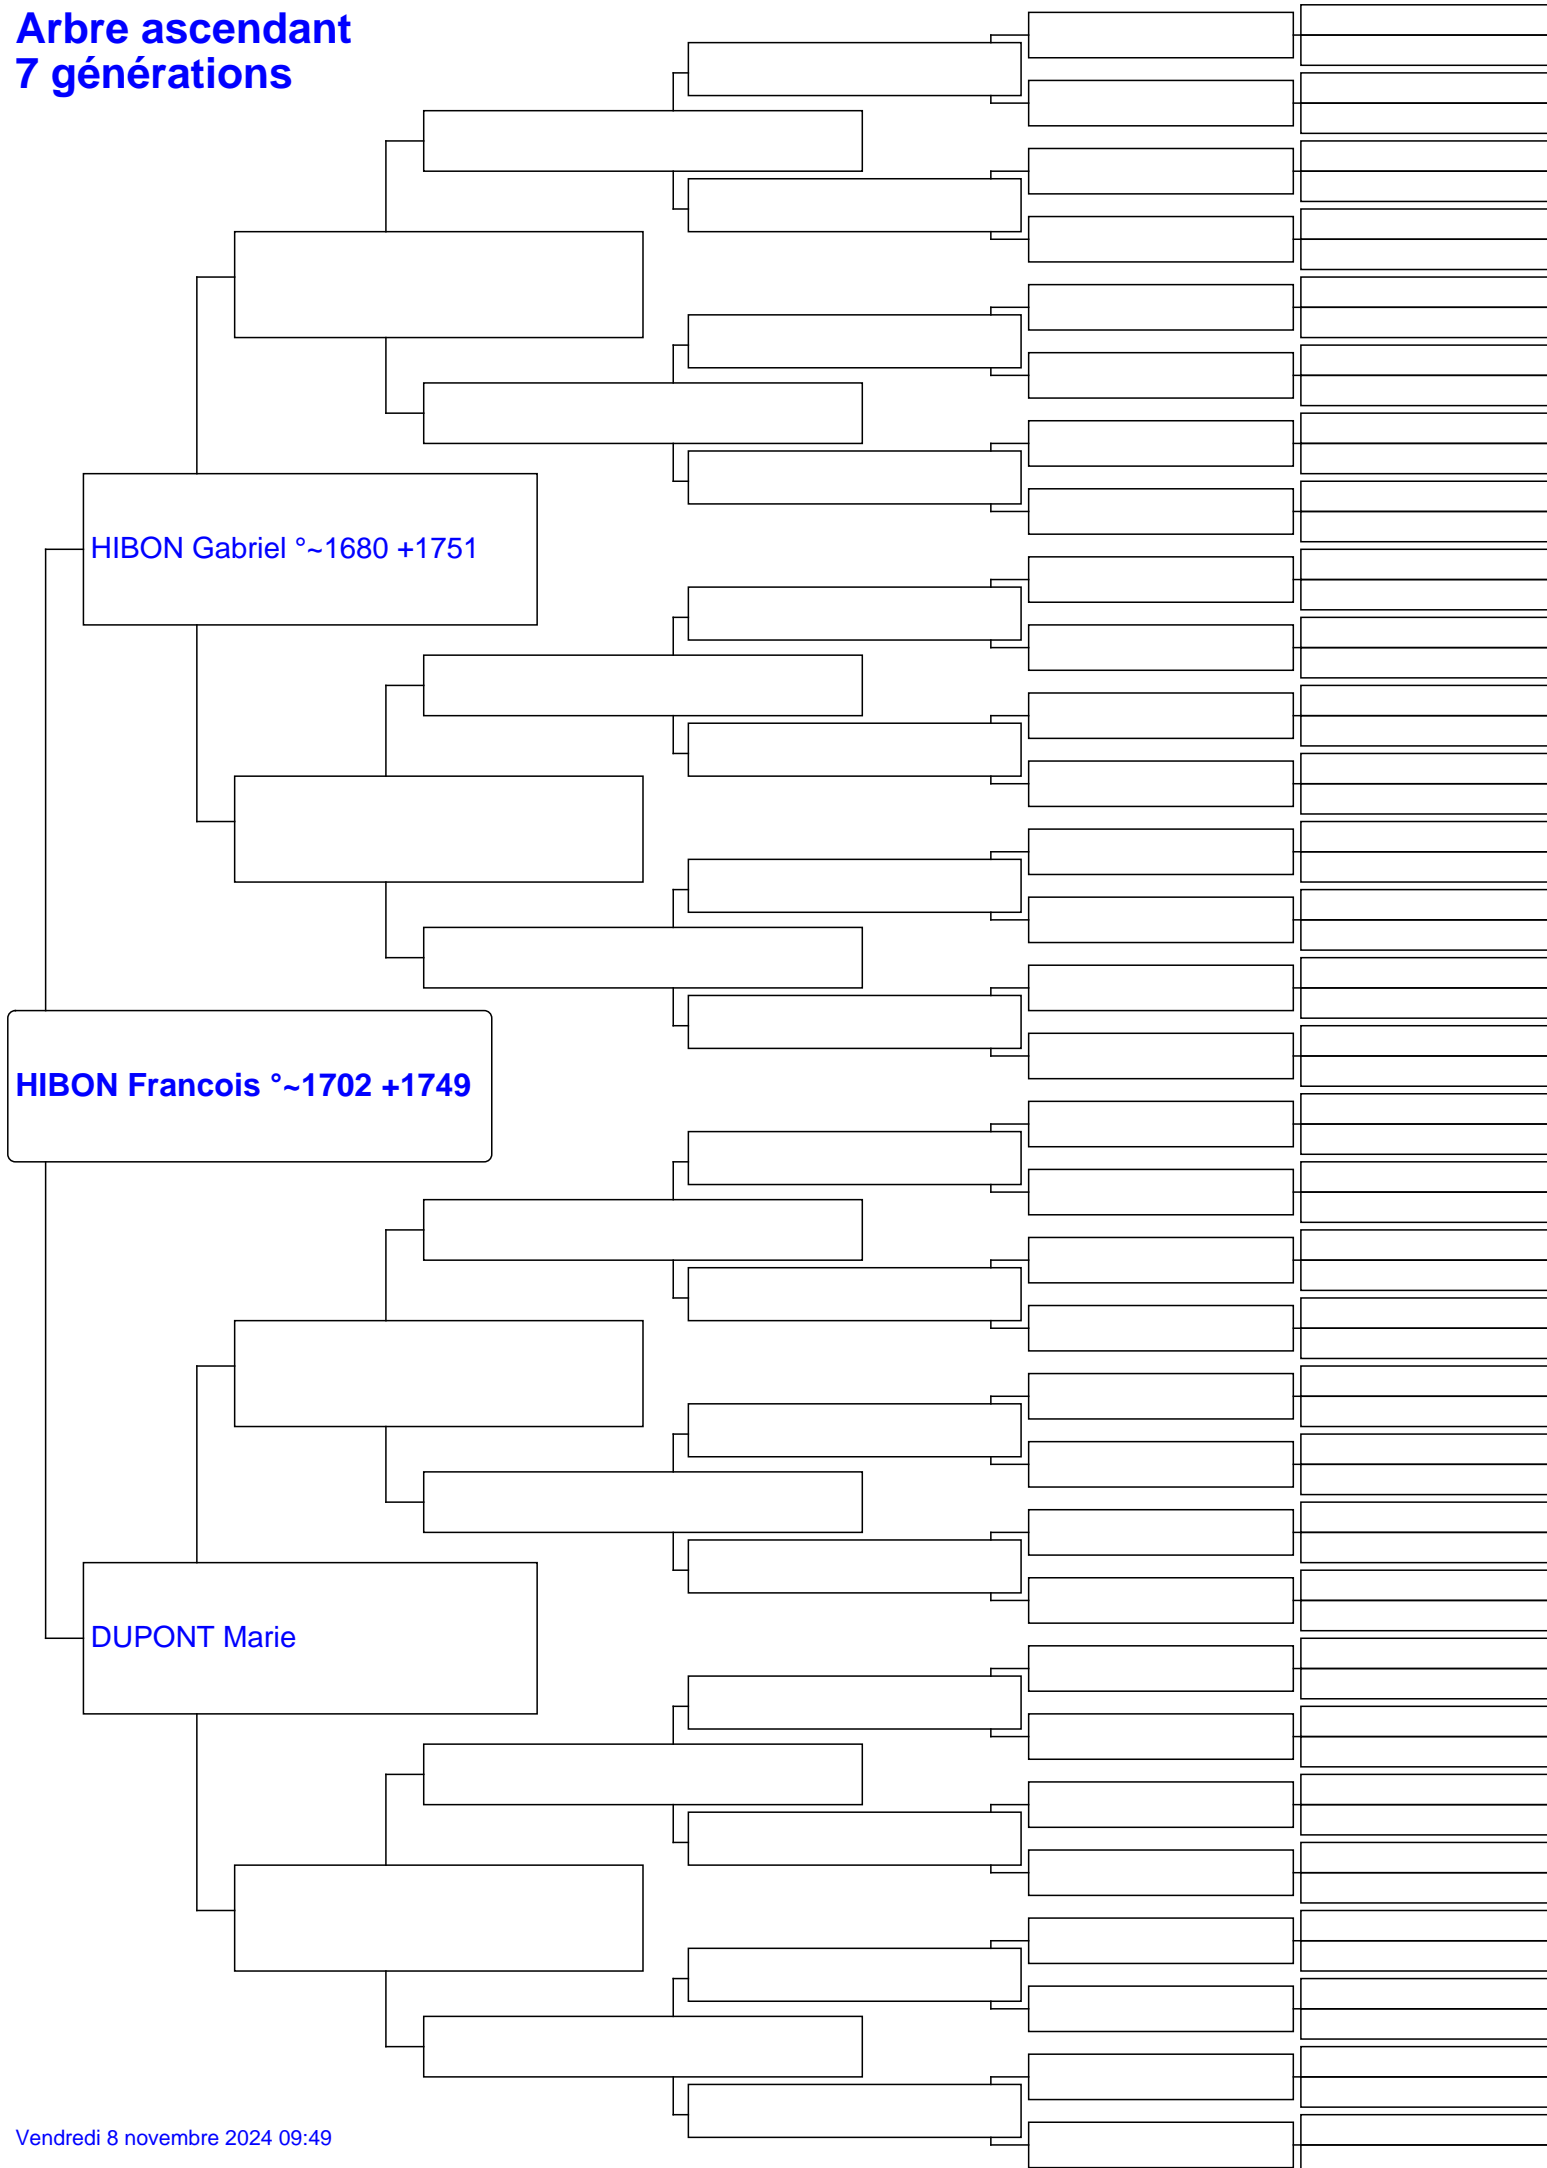 Arbre ascendant
7 générations
HIBON Gabriel °~1680 +1751
HIBON Francois °~1702 +1749
DUPONT Marie
Vendredi 8 novembre 2024 09:49